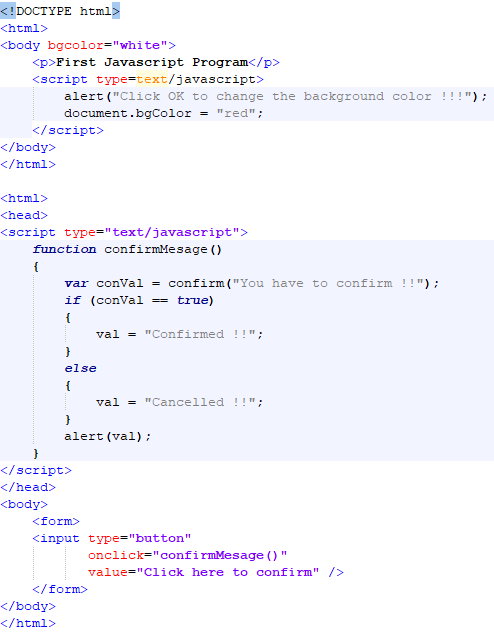 <!DOCTYPE html>
<html>
<body bgcolor="white">
<p>First Javascript Program</p>
<script type=text/javascript>
alert("Click OK to change the background color !!!");
document.bgColor = "red";
</script>
</body>
</html>
<html>
<head>
<script type="text/javascript">
function confirmMesage()
{
var conVal = confirm("You have to confirm !!");
if (conVal == true)
{
val = "Confirmed !!";
}
else
{
val = "Cancelled !!";
}
alert(val);
}
</script>
</head>
<body>
<form>
<input type="button"
onclick="confirmMesage()"
value="Click here to confirm" />
</form>
</body>
</html>